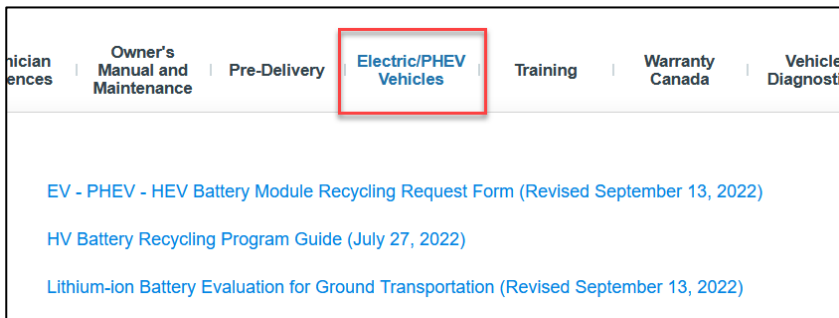 Owner's
Manual and
Maintenance
Pre-Delivery
Electric/PHEV
Vehicles
Training
Warranty
Canada
EV - PHEV - HEV Battery Module Recycling Request Form (Revised September 13, 2022)
HV Battery Recycling Program Guide (July 27, 2022)
Lithium-ion Battery Evaluation for Ground Transportation (Revised September 13, 2022)